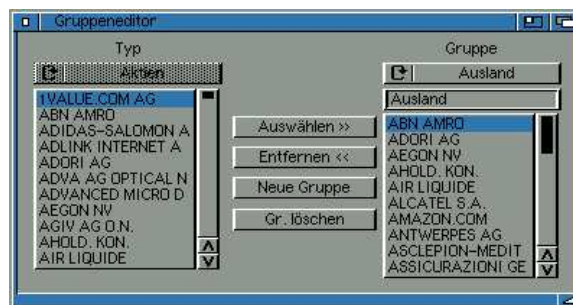 Gruppeneditor
Typ
Aktien
1VALUE.COM AG
ABN AMRO
ADIDAS-SALOMON A
ADLINK INTERNET A
ADORI AG
ADVA AG OPTICAL N
ADVANCED MICRO D
AEGON NV
AGIV AG O.N.
AHOLD. KON.
AIR LIQUIDE
Auswählen »
Entfernen «
Neue Gruppe
Gr. löschen
Gruppe
Ausland
Ausland
ABN AMRO
ADORI AG
AEGON NV
AHOLD. KON.
AIR LIQUIDE
ALCATEL S.A.
AMAZON.COM
ANTWERPES AG
ASCLEPION-MEDIT
ASSICURAZIONI GE